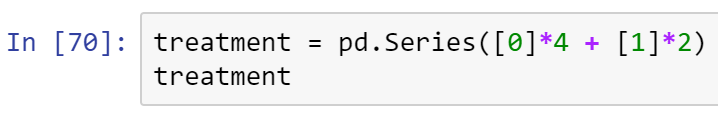 In [70]: treatment = pd.Series([0]*4 + [1]*2)
treatment